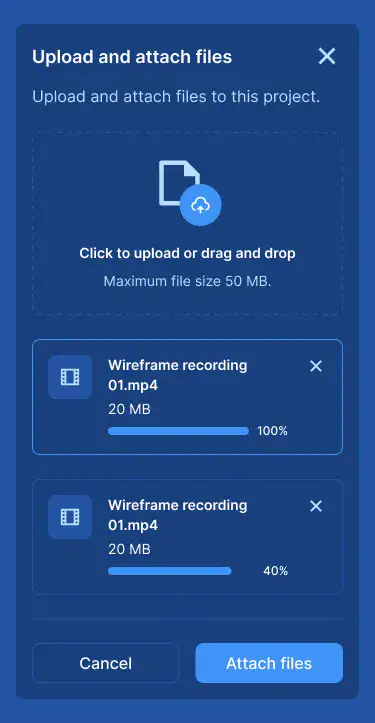 Upload and attach files
Upload and attach files to this project.
Click to upload or drag and drop
Maximum file size 50 MB.
Wireframe recording
01.mp4
20 MB
100%
Wireframe recording
01.mp4
20 MB
40%
Cancel
Attach files